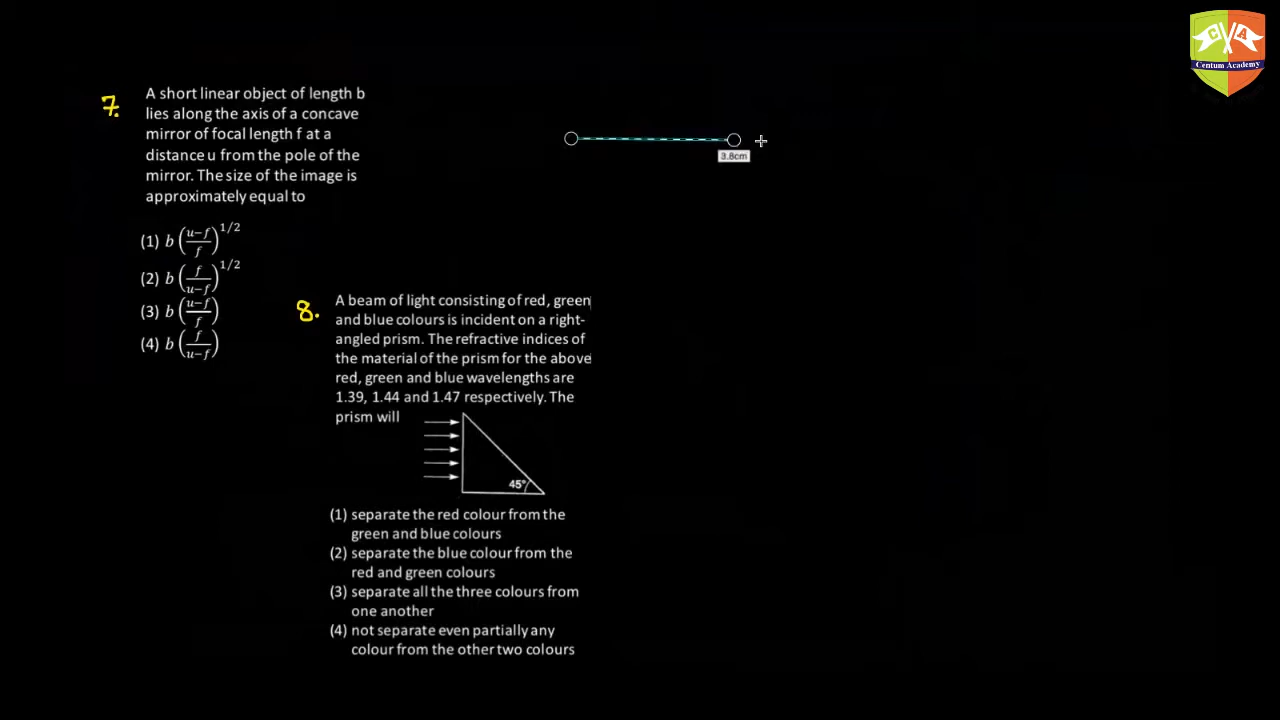 C A
Centum Academy
7.
A short linear object of length b
lies along the axis of a concave
mirror of focal length f at a
distance u from the pole of the
mirror. The size of the image is
approximately equal to
(1) b((u−f)/f)^1/2
(2) b(f/(u−f))^1/2
(3) b((u−f)/f)
(4) b(f/(u−f))
3.8cm
8.
A beam of light consisting of red, green
and blue colours is incident on a right-
angled prism. The refractive indices of
the material of the prism for the above
red, green and blue wavelengths are
1.39, 1.44 and 1.47 respectively. The
prism will
45°
(1) separate the red colour from the
green and blue colours
(2) separate the blue colour from the
red and green colours
(3) separate all the three colours from
one another
(4) not separate even partially any
colour from the other two colours